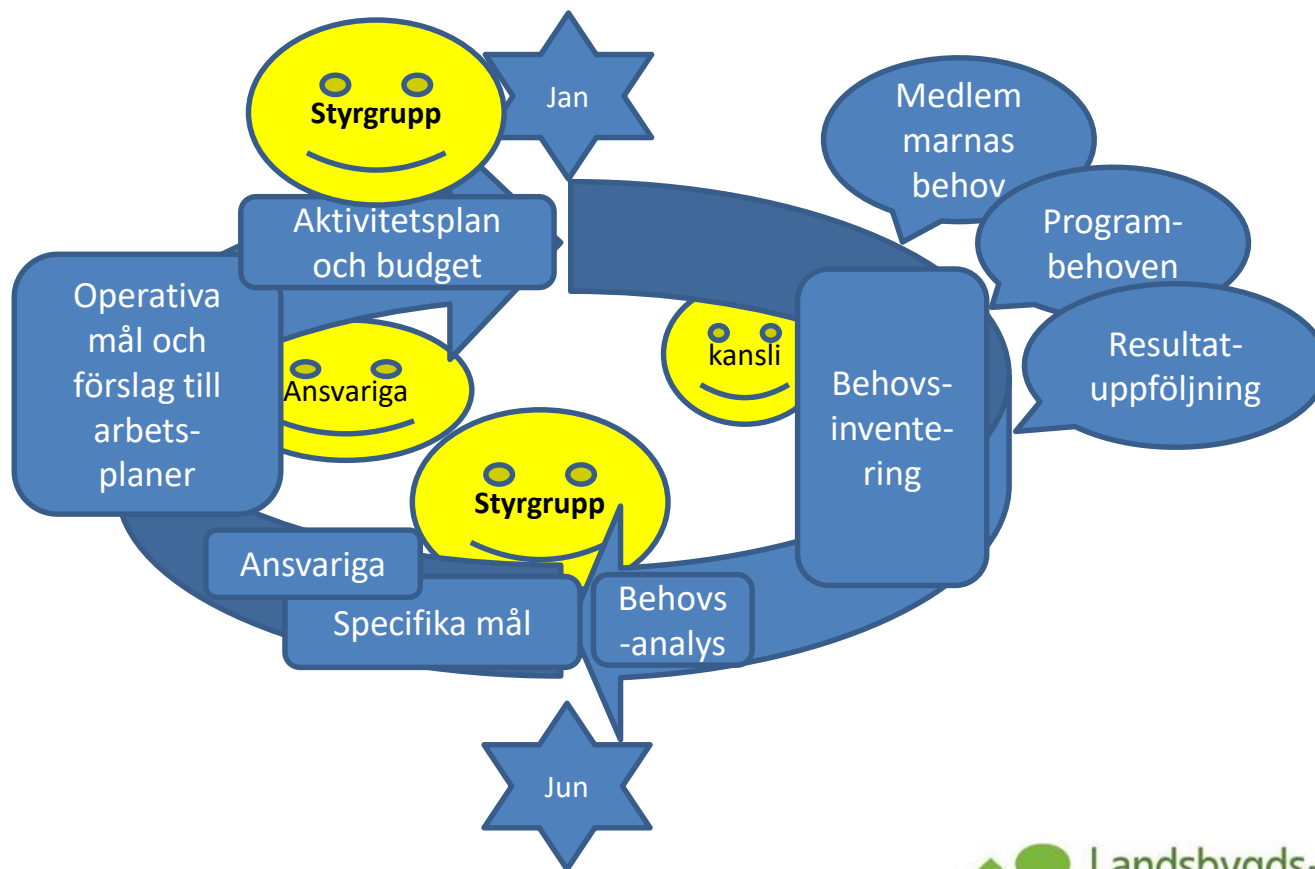 Styrgrupp
Jan
Medlem
marnas
behov
Program-
behoven
Resultat-
uppföljning
Aktivitetsplan
och budget
Operativa
mål och
förslag till
arbets-
planer
Ansvariga
kansli
Behovs-
invente-
ring
Styrgrupp
Ansvariga
Specifika mål
Behovs
-analys
Jun
Landsbygds-